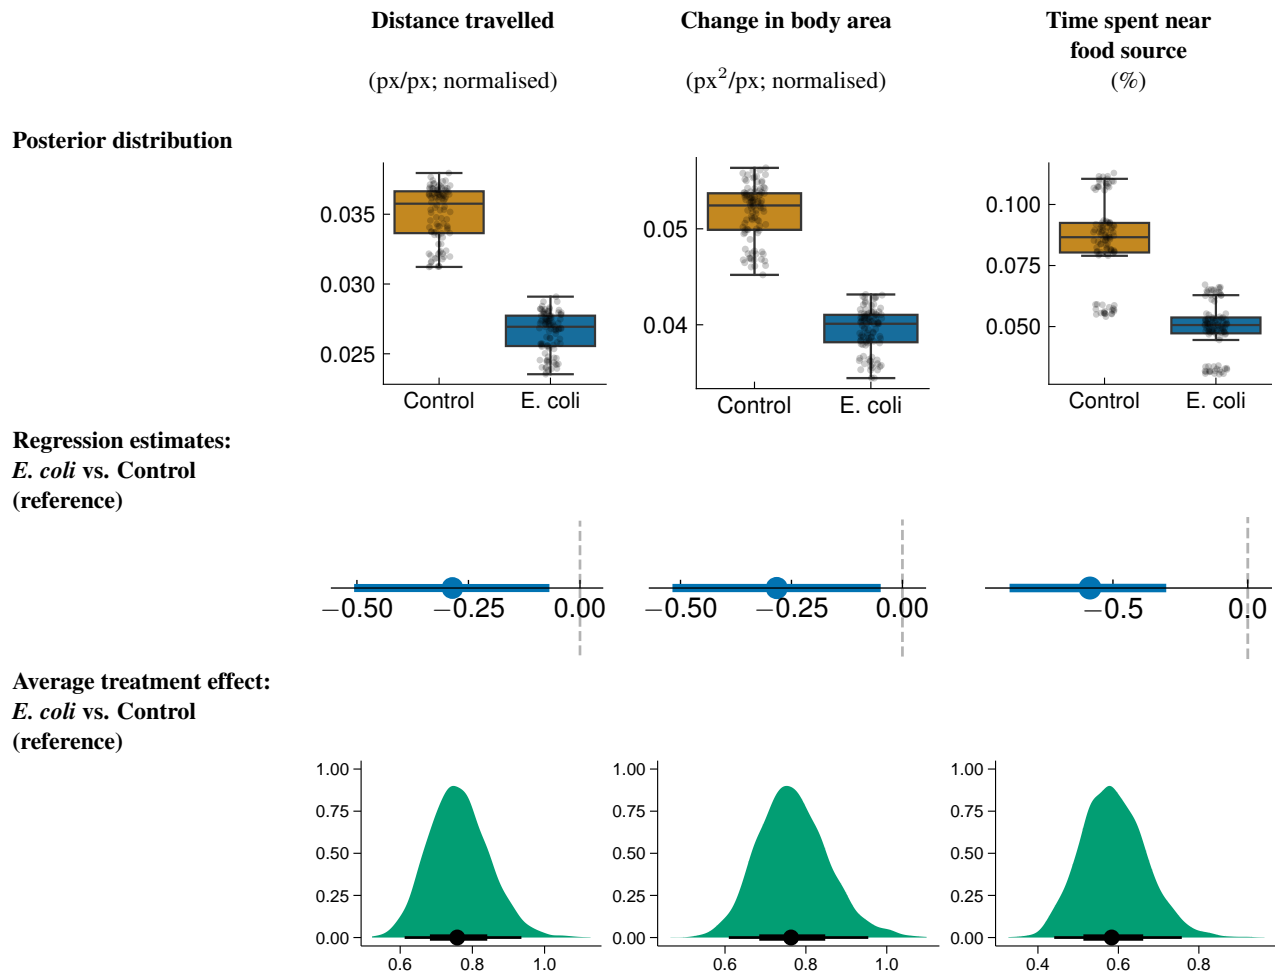 Distance travelled
(px/px; normalised)
Change in body area
(px²/px; normalised)
Time spent near
food source
(%)
Posterior distribution
0.035
0.030
0.025
Control E. coli
0.05
0.04
Control E. coli
0.100
0.075
0.050
Control E. coli
Regression estimates:
E. coli vs. Control
(reference)
−0.50 −0.25 0.00
−0.50 −0.25 0.00
−0.5 0.0
Average treatment effect:
E. coli vs. Control
(reference)
1.00
0.75
0.50
0.25
0.00
0.6 0.8 1.0
1.00
0.75
0.50
0.25
0.00
0.6 0.8 1.0
1.00
0.75
0.50
0.25
0.00
0.4 0.6 0.8